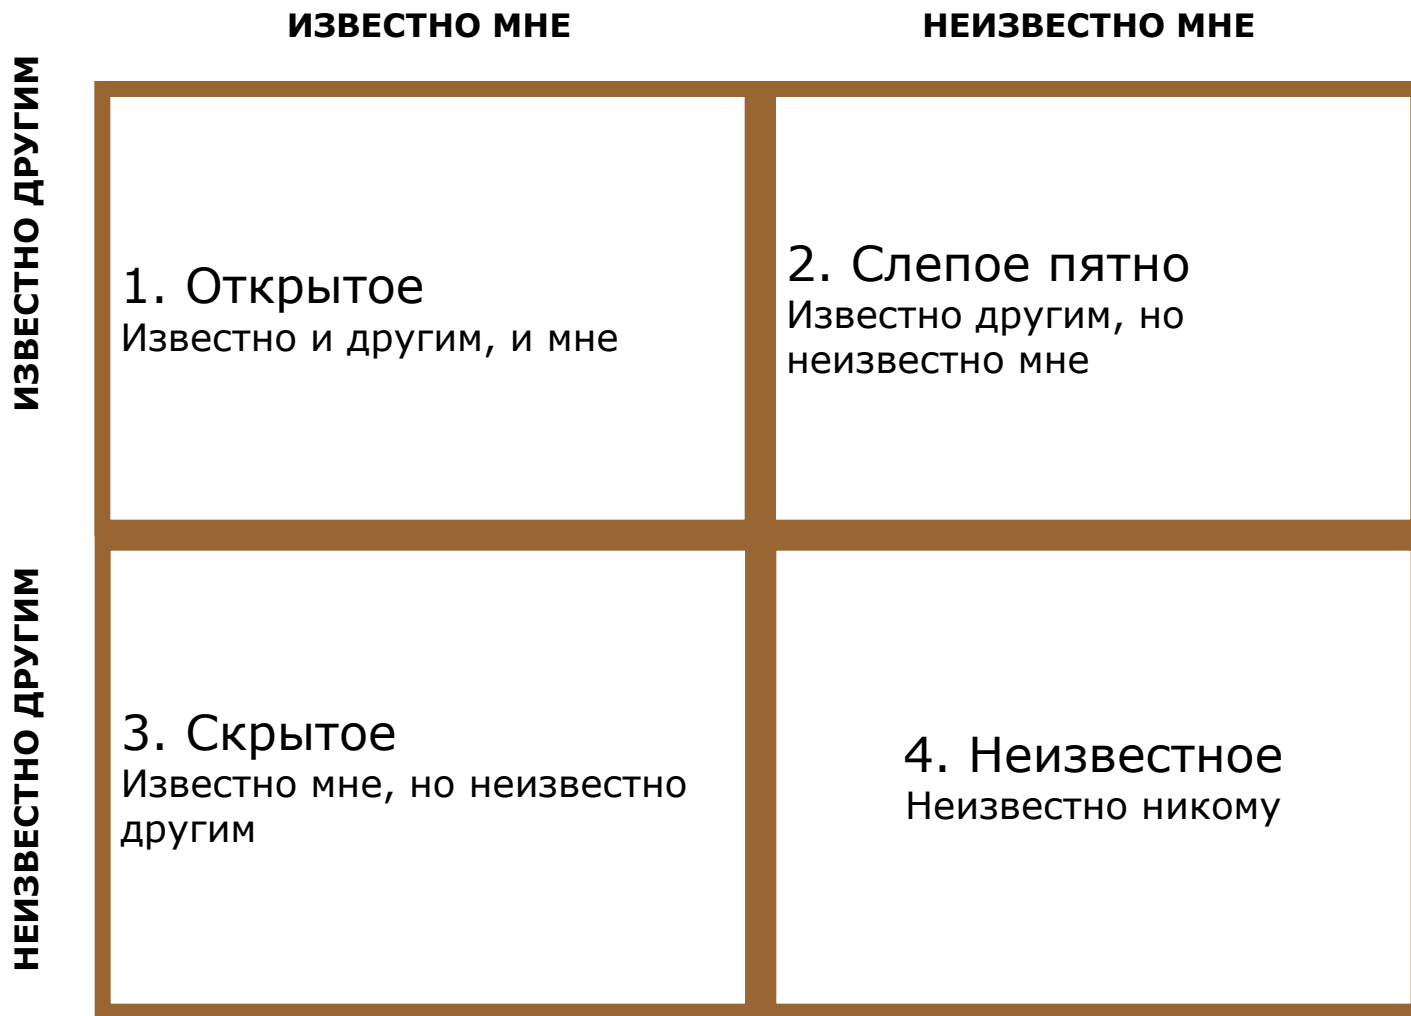 ИЗВЕСТНО МНЕ
НЕИЗВЕСТНО МНЕ
ИЗВЕСТНО ДРУГИМ
1. Открытое
Известно и другим, и мне
2. Слепое пятно
Известно другим, но
неизвестно мне
НЕИЗВЕСТНО ДРУГИМ
3. Скрытое
Известно мне, но неизвестно
другим
4. Неизвестное
Неизвестно никому